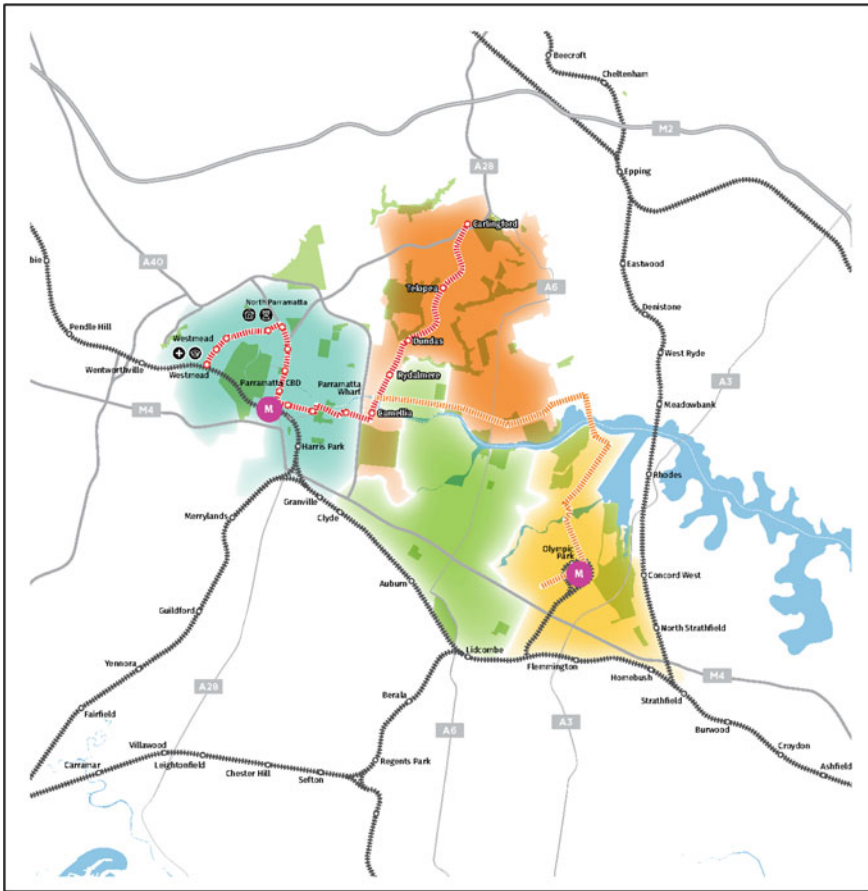 Beecroft
Cheltenham
M2
A28
Epping
Carlingford
bie
A40
Eastwood
Telopea
A6
North Parramatta
Denistone
Pendle Hill
Westmead
Dundas
West Ryde
Wentworthville
Westmead
Rydalmere
A3
Parramatta CBD
Parramatta
Wharf
M4
M
Camellia
Meadowbank
Harris Park
Rhodes
Granville
Merrylands
Clyde
Olympic
Park
M
Auburn
Concord West
Guildford
North Strathfield
Lidcombe
Yennora
Flemmington
Homebush
M4
A28
Berala
Strathfield
Fairfield
A6
A3
Burwood
Villawood
Croydon
Carramar
Leightonfield
Regents Park
Chester Hill
Sefton
Ashfield